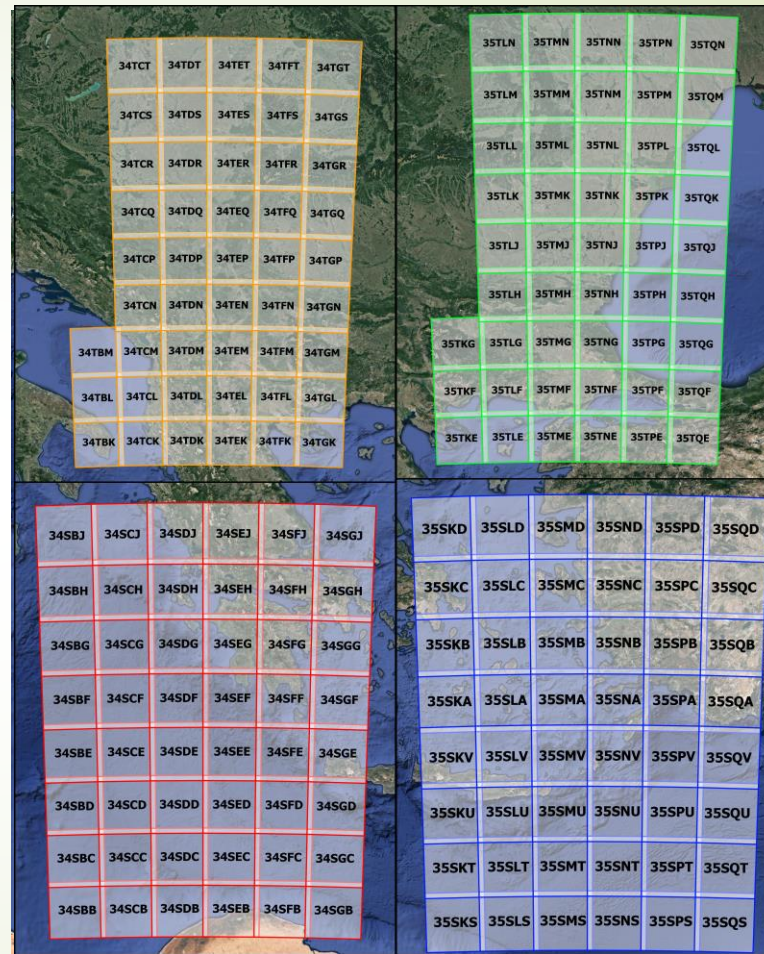 34TCT 34TDT 34TET 34TFT 34TGT
34TCS 34TDS 34TES 34TFS 34TGS
34TCR 34TDR 34TER 34TFR 34TGR
34TCQ 34TDQ 34TEQ 34TFQ 34TGQ
34TCP 34TDP 34TEP 34TFP 34TGP
34TCN 34TDN 34TEN 34TFN 34TGN
34TBM 34TCM 34TDM 34TEM 34TFM 34TGM
34TBL 34TCL 34TDL 34TEL 34TFL 34TGL
34TBK 34TCK 34TDK 34TEK 34TFK 34TGK
35TLN 35TMN 35TNN 35TPN 35TQN
35TLM 35TMM 35TNM 35TPM 35TQM
35TLL 35TML 35TNL 35TPL 35TQL
35TLK 35TMK 35TNK 35TPK 35TQK
35TLJ 35TMJ 35TNJ 35TPJ 35TQJ
35TLH 35TMH 35TNH 35TPH 35TQH
35TKG 35TLG 35TMG 35TNG 35TPG 35TQG
35TKF 35TLF 35TMF 35TNF 35TPF 35TQF
35TKE 35TLE 35TME 35TNE 35TPE 35TQE
34SBJ 34SCJ 34SDJ 34SEJ 34SFJ 34SGJ
34SBH 34SCH 34SDH 34SEH 34SFH 34SGH
34SBG 34SCG 34SDG 34SEG 34SFG 34SGG
34SBF 34SCF 34SDF 34SEF 34SFF 34SGF
34SBE 34SCE 34SDE 34SEE 34SFE 34SGE
34SBD 34SCD 34SDD 34SED 34SFD 34SGD
34SBC 34SCC 34SDC 34SEC 34SFC 34SGC
34SBB 34SCB 34SDB 34SEB 34SFB 34SGB
35SKD 35SLD 35SMD 35SND 35SPD 35SQD
35SKC 35SLC 35SMC 35SNC 35SPC 35SQC
35SKB 35SLB 35SMB 35SNB 35SPB 35SQB
35SKA 35SLA 35SMA 35SNA 35SPA 35SQA
35SKV 35SLV 35SMV 35SNV 35SPV 35SQV
35SKU 35SLU 35SMU 35SNU 35SPU 35SQU
35SKT 35SLT 35SMT 35SNT 35SPT 35SQT
35SKS 35SLS 35SMS 35SNS 35SPS 35SQS